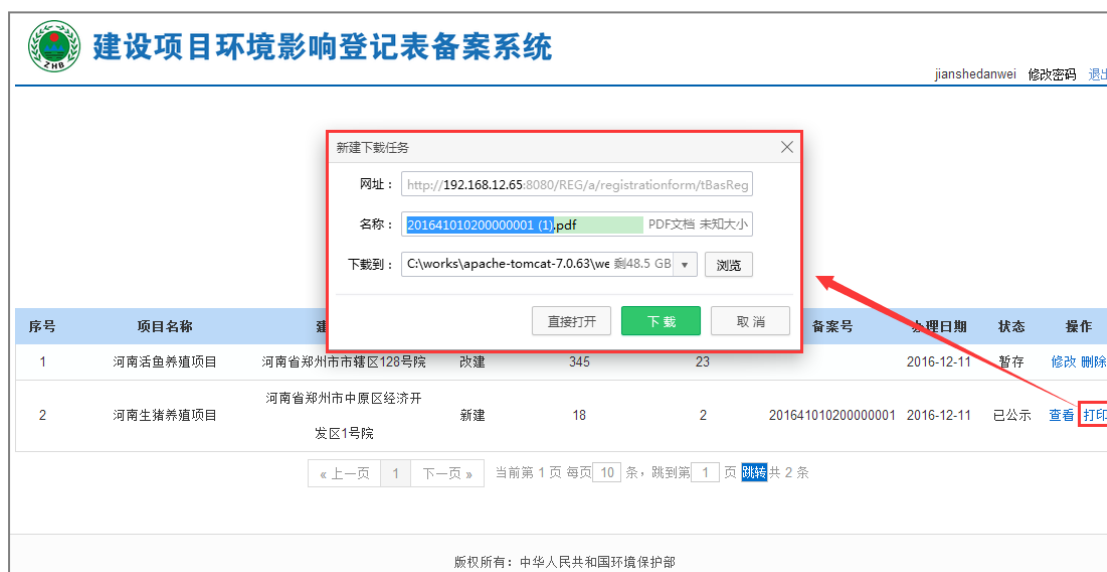 ZHB
建设项目环境影响登记表备案系统
jianshedanwei 修改密码 退出
新建下载任务
网址: http://192.168.12.65:8080/REG/a/registrationform/tBasReg
名称: 201641010200000001 (1).pdf PDF文档 未知大小
下载到: C:\works\apache-tomcat-7.0.63\we 剩48.5 GB 浏览
直接打开 下载 取消
序号 项目名称 建 备案号 办理日期 状态 操作
1 河南活鱼养殖项目 河南省郑州市市辖区128号院 改建 345 23 2016-12-11 暂存 修改 删除
2 河南生猪养殖项目 河南省郑州市中原区经济开
发区1号院 新建 18 2 201641010200000001 2016-12-11 已公示 查看 打印
« 上一页 1 下一页 » 当前第 1 页 每页 10 条，跳到第 1 页 跳转 共 2 条
版权所有：中华人民共和国环境保护部